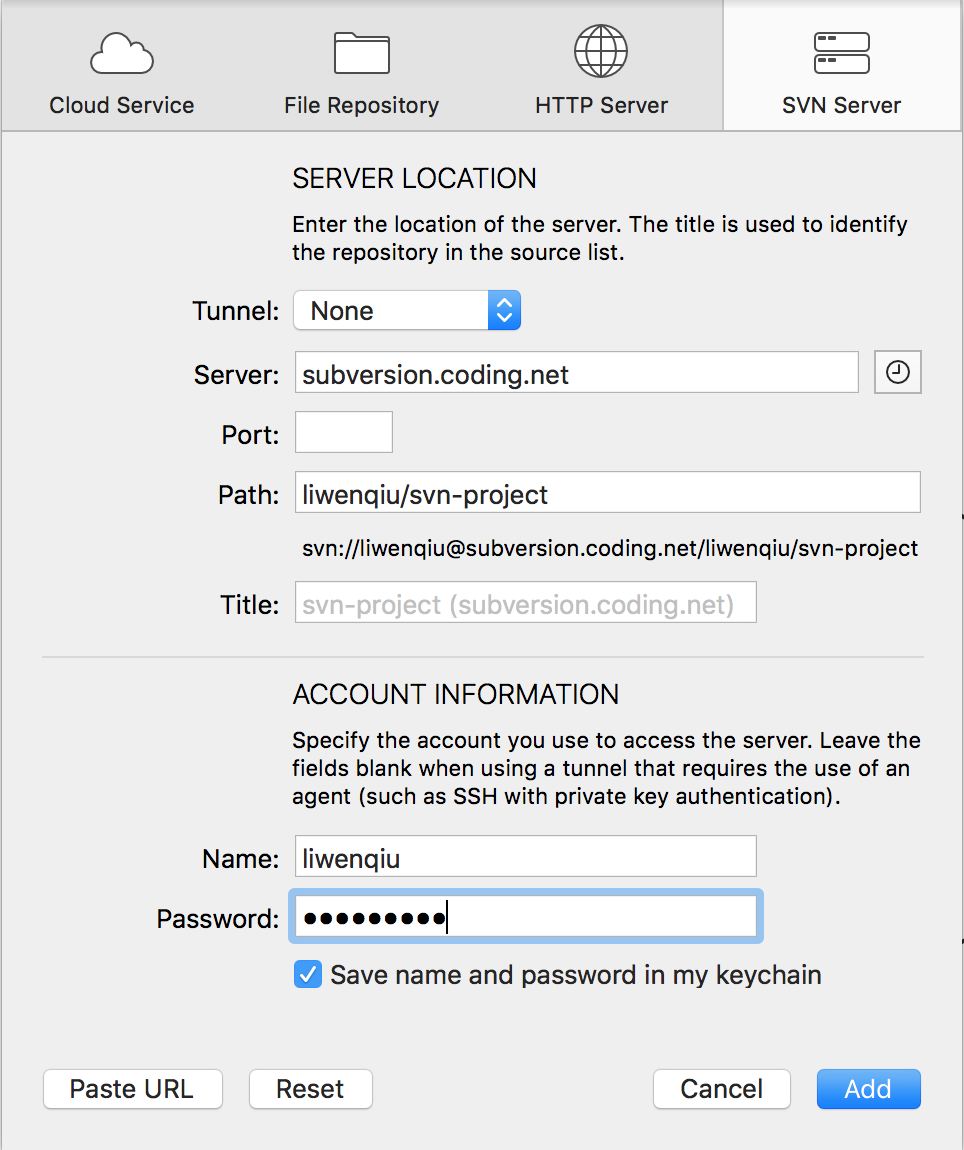 Cloud Service
File Repository
HTTP Server
SVN Server
SERVER LOCATION
Enter the location of the server. The title is used to identify
the repository in the source list.
Tunnel: None
Server: subversion.coding.net
Port:
Path: liwenqiu/svn-project
svn://liwenqiu@subversion.coding.net/liwenqiu/svn-project
Title: svn-project (subversion.coding.net)
ACCOUNT INFORMATION
Specify the account you use to access the server. Leave the
fields blank when using a tunnel that requires the use of an
agent (such as SSH with private key authentication).
Name: liwenqiu
Password: •••••••••
Save name and password in my keychain
Paste URL
Reset
Cancel
Add